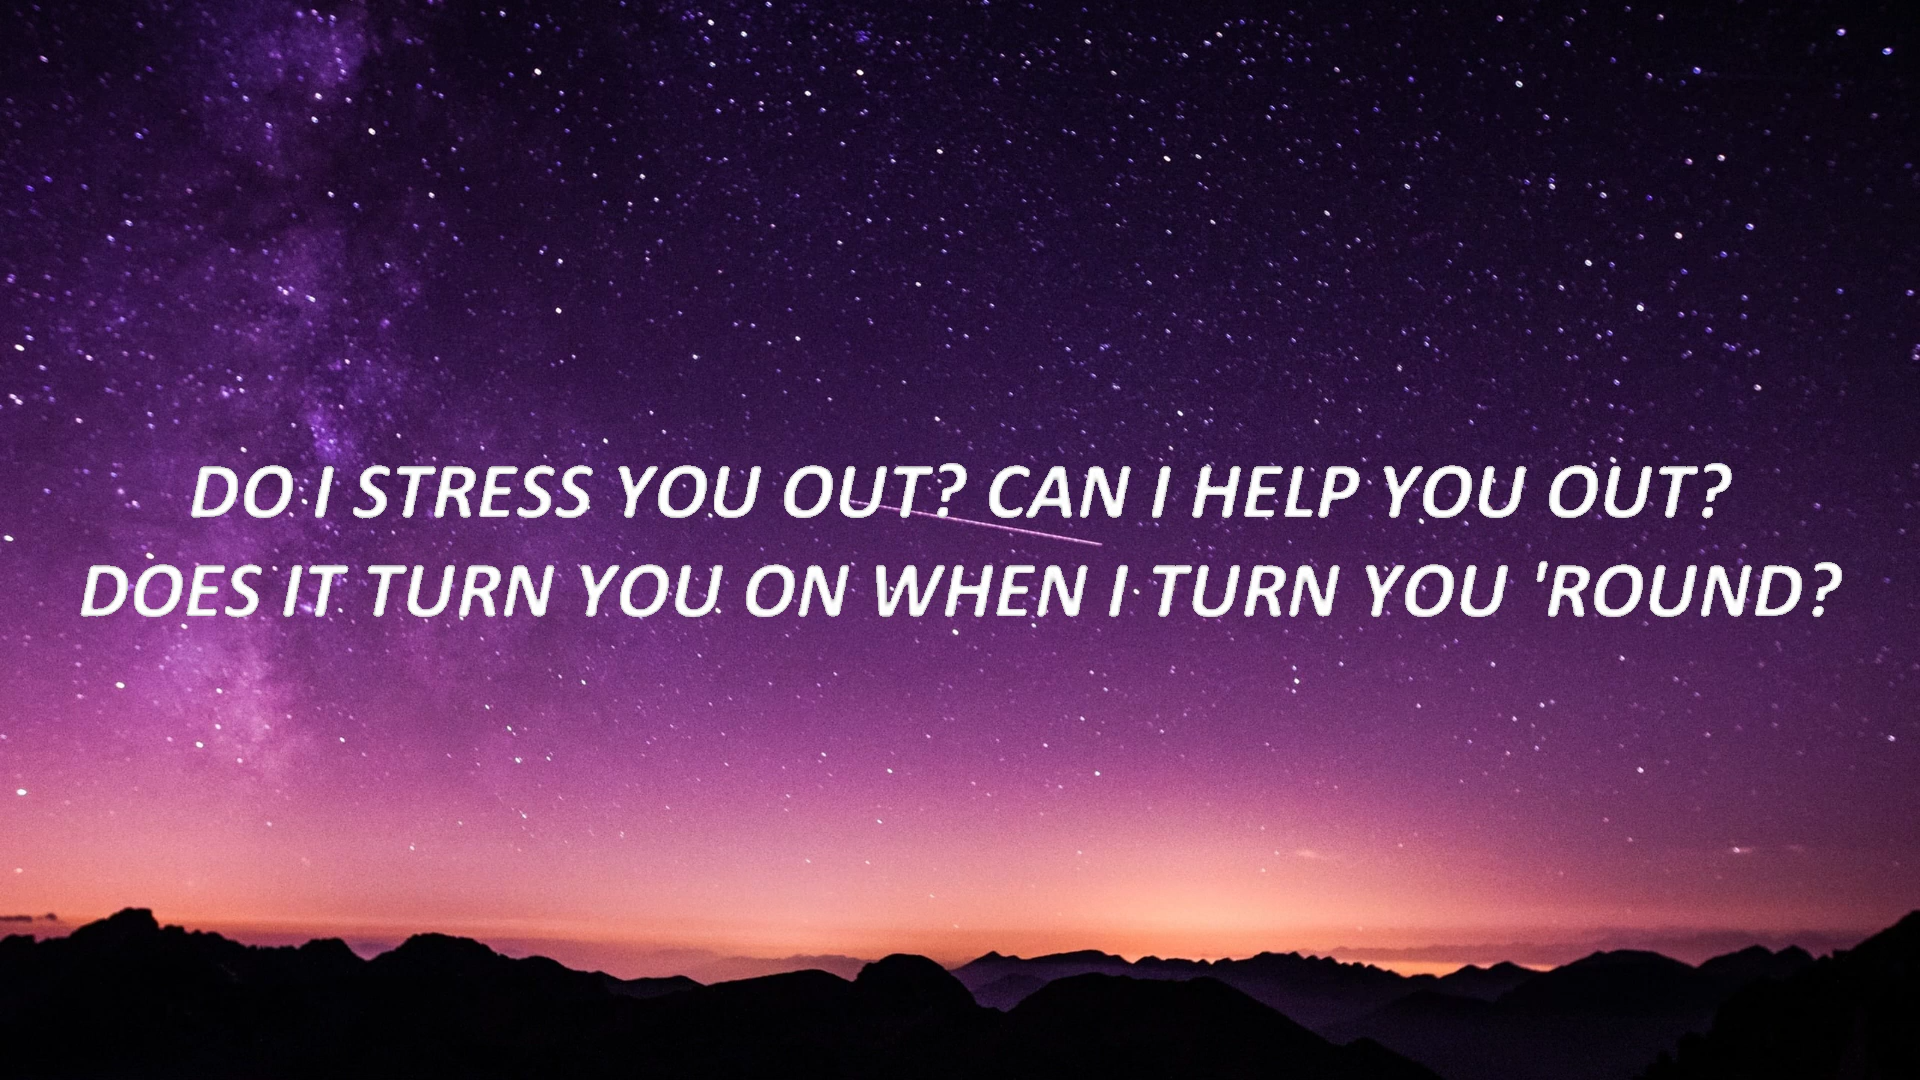 DO I STRESS YOU OUT? CAN I HELP YOU OUT?
DOES IT TURN YOU ON WHEN I TURN YOU 'ROUND?